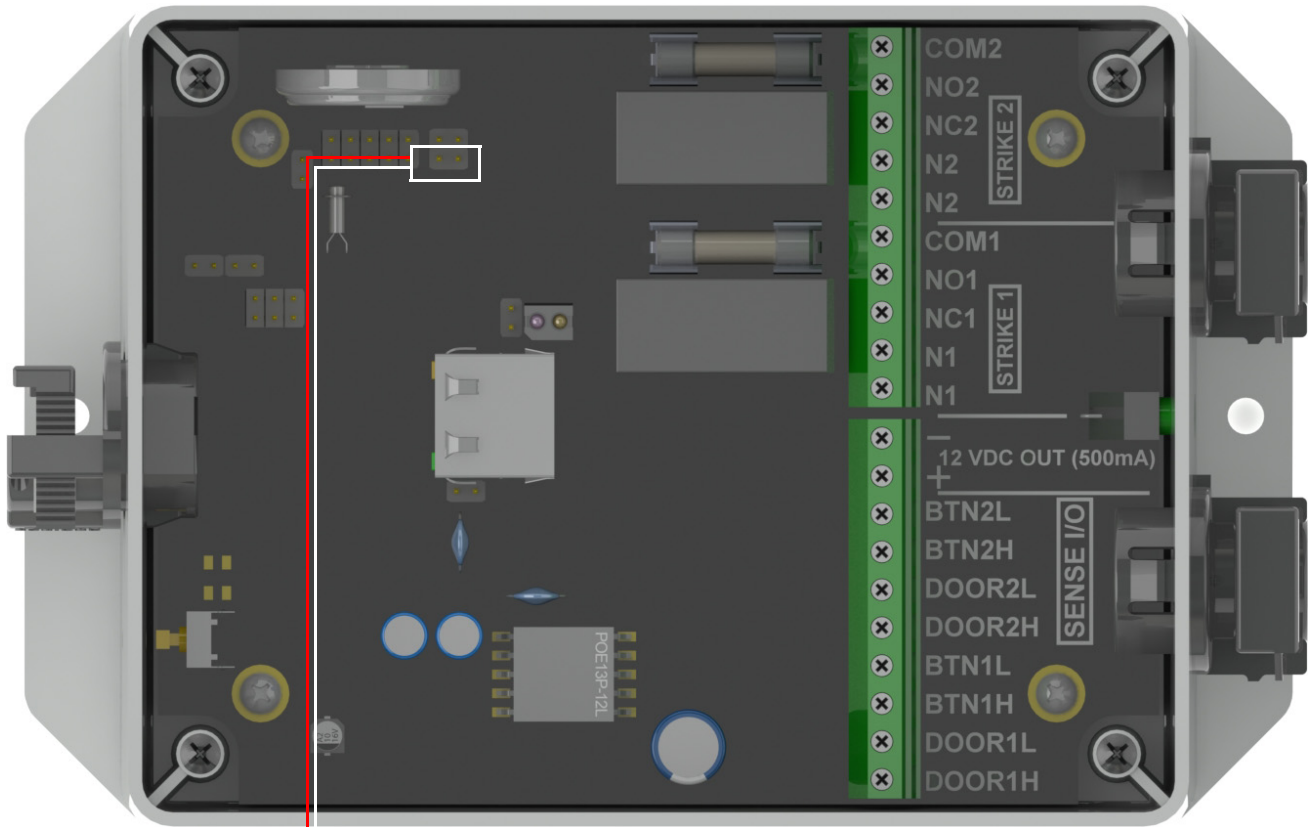 COM2
NO2
NC2
N2
N2
STRIKE 2
COM1
NO1
NC1
N1
N1
STRIKE 1
−
12 VDC OUT (500mA)
+
BTN2L
BTN2H
DOOR2L
DOOR2H
BTN1L
BTN1H
DOOR1L
DOOR1H
SENSE I/O
POE13P-12L